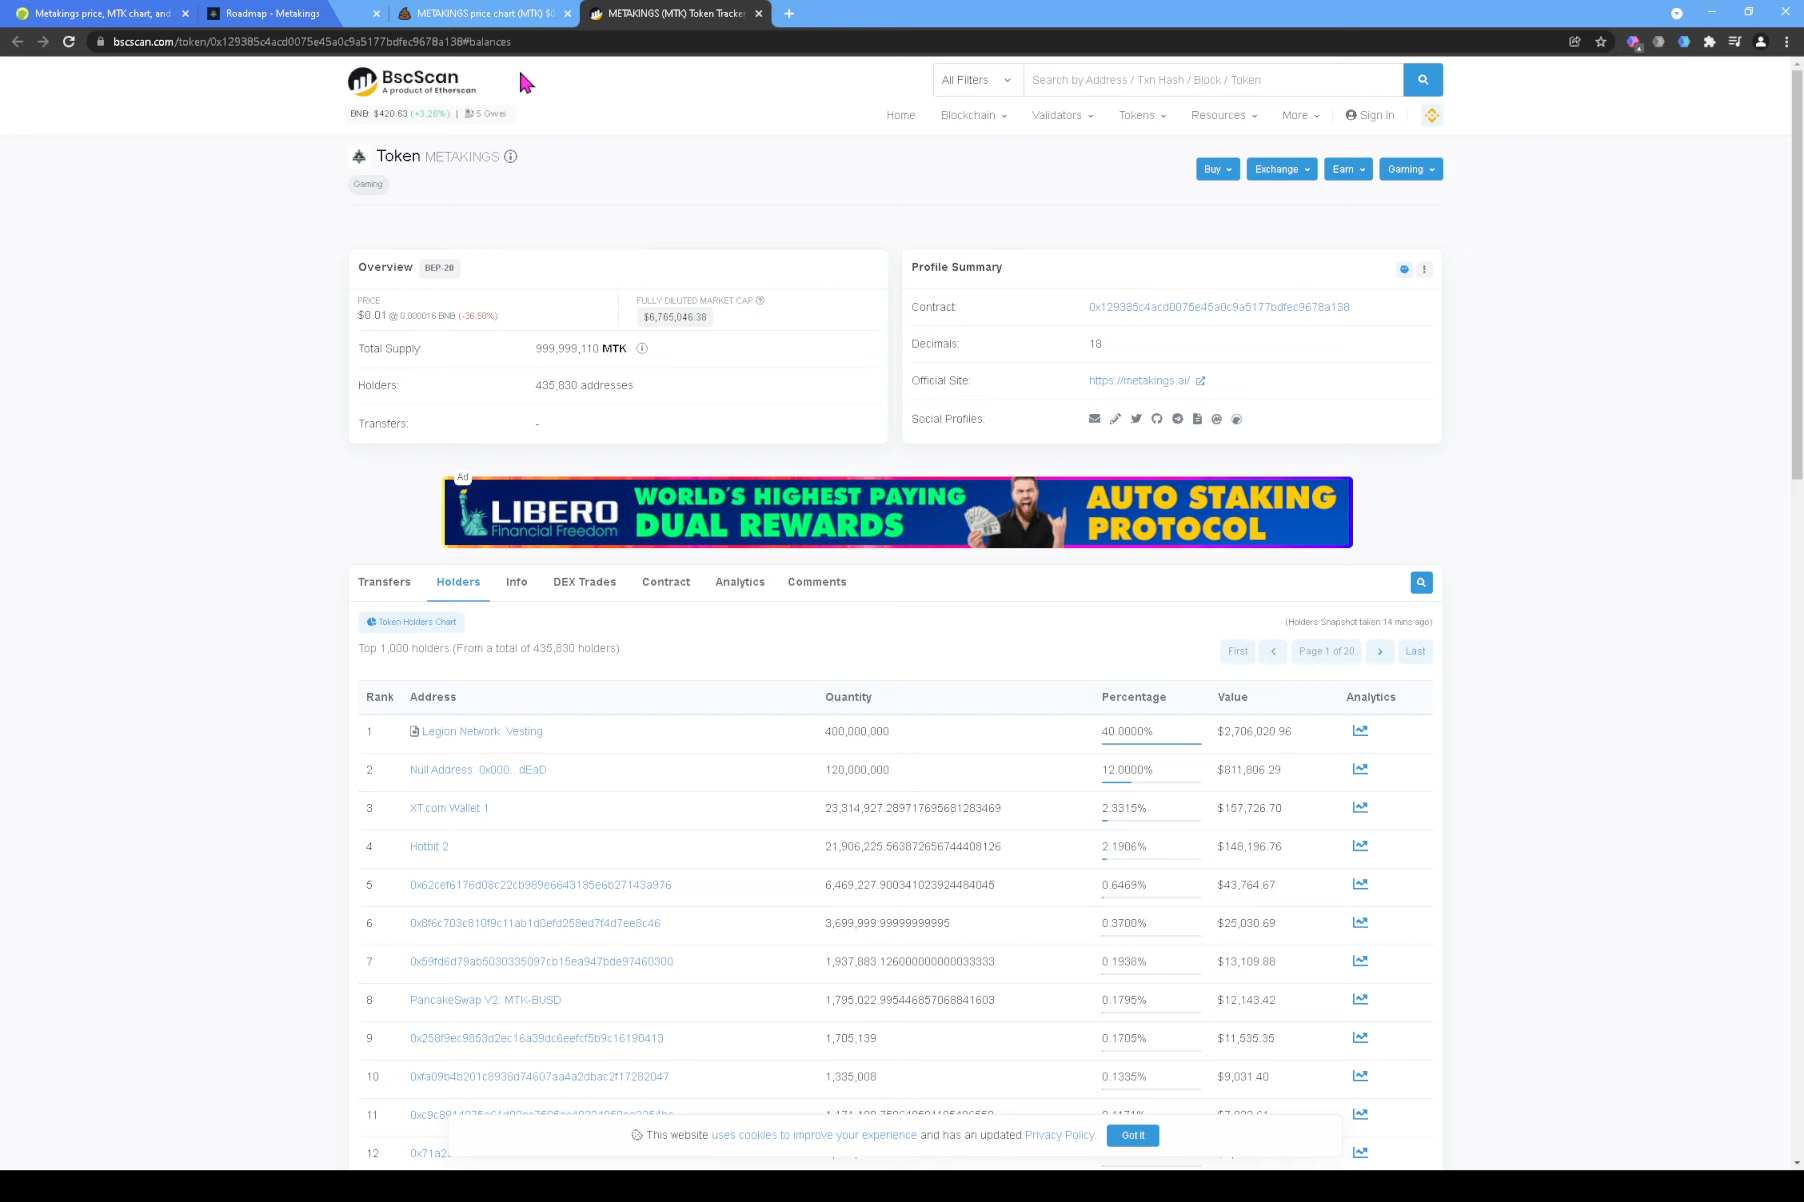 Metakings price, MTK chart, and
Roadmap - Metakings
METAKINGS price chart (MTK) $0
METAKINGS (MTK) Token Tracker
bscscan.com/token/0x129385c4acd0075e45a0c9a5177bdfec9678a138#balances
BscScan
A product of Etherscan
All Filters
Search by Address / Txn Hash / Block / Token
BNB: $420.63 (+3.26%) | 5 Gwei
Home Blockchain Validators Tokens Resources More Sign In
Token METAKINGS
Gaming
Buy Exchange Earn Gaming
Overview BEP-20
PRICE
$0.01 @ 0.000016 BNB (-36.50%)
FULLY DILUTED MARKET CAP
$6,765,046.38
Total Supply: 999,999,110 MTK
Holders: 435,830 addresses
Transfers: -
Profile Summary
Contract: 0x129385c4acd0075e45a0c9a5177bdfec9678a138
Decimals: 18
Official Site: https://metakings.ai/
Social Profiles:
Ad
LIBERO
Financial Freedom
WORLD'S HIGHEST PAYING
DUAL REWARDS
AUTO STAKING
PROTOCOL
Transfers Holders Info DEX Trades Contract Analytics Comments
Token Holders Chart
(Holders Snapshot taken 14 mins ago)
Top 1,000 holders (From a total of 435,830 holders)
First Page 1 of 20 Last
Rank Address Quantity Percentage Value Analytics
1 Legion Network: Vesting 400,000,000 40.0000% $2,706,020.96
2 Null Address: 0x000...dEaD 120,000,000 12.0000% $811,806.29
3 XT.com Wallet 1 23,314,927.289717695681283469 2.3315% $157,726.70
4 Hotbit 2 21,906,225.563872656744408126 2.1906% $148,196.76
5 0x62cef6176d08c22cb989e6643135e6b27143a976 6,469,227.900341023924484045 0.6469% $43,764.67
6 0x8f6c703c810f9c11ab1d0efd258ed7f4d7ee8c46 3,699,999.99999999995 0.3700% $25,030.69
7 0x59fd6d79ab5030335097cb15ea947bde97460300 1,937,883.126000000000033333 0.1938% $13,109.88
8 PancakeSwap V2: MTK-BUSD 1,795,022.995446857068841603 0.1795% $12,143.42
9 0x258f9ec9853d2ec16a39dc6eefcf5b9c16190413 1,705,139 0.1705% $11,535.35
10 0xfa09b4b201c8938d74607aa4a2dbac2f17282047 1,335,008 0.1335% $9,031.40
11
This website uses cookies to improve your experience and has an updated Privacy Policy. Got It
12